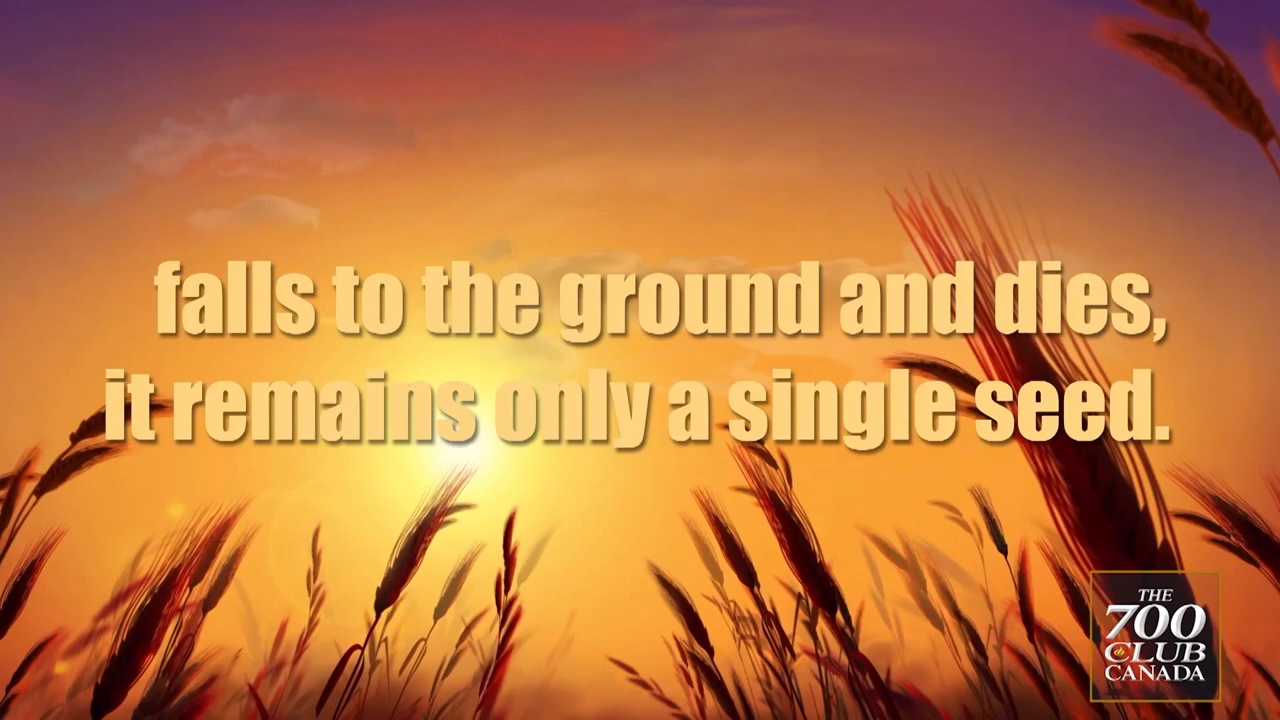 falls to the ground and dies,
it remains only a single seed.
THE
700
CLUB
CANADA